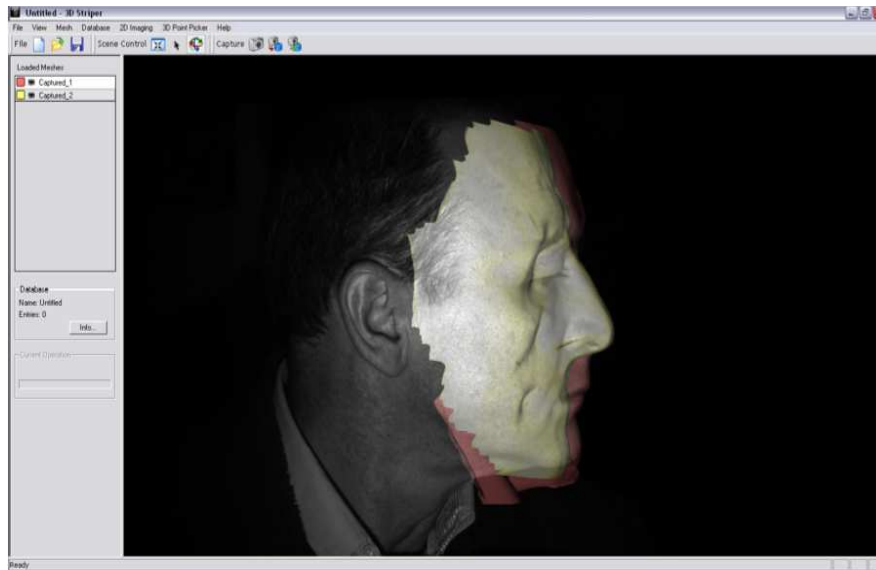 Untitled - 3D Striper
File View Mesh Database 2D Imaging 3D Point Picker Help
File Scene Control Capture
Loaded Meshes
Captured_1
Captured_2
Database
Name: Untitled
Entries: 0
Info...
Current Operation
Ready